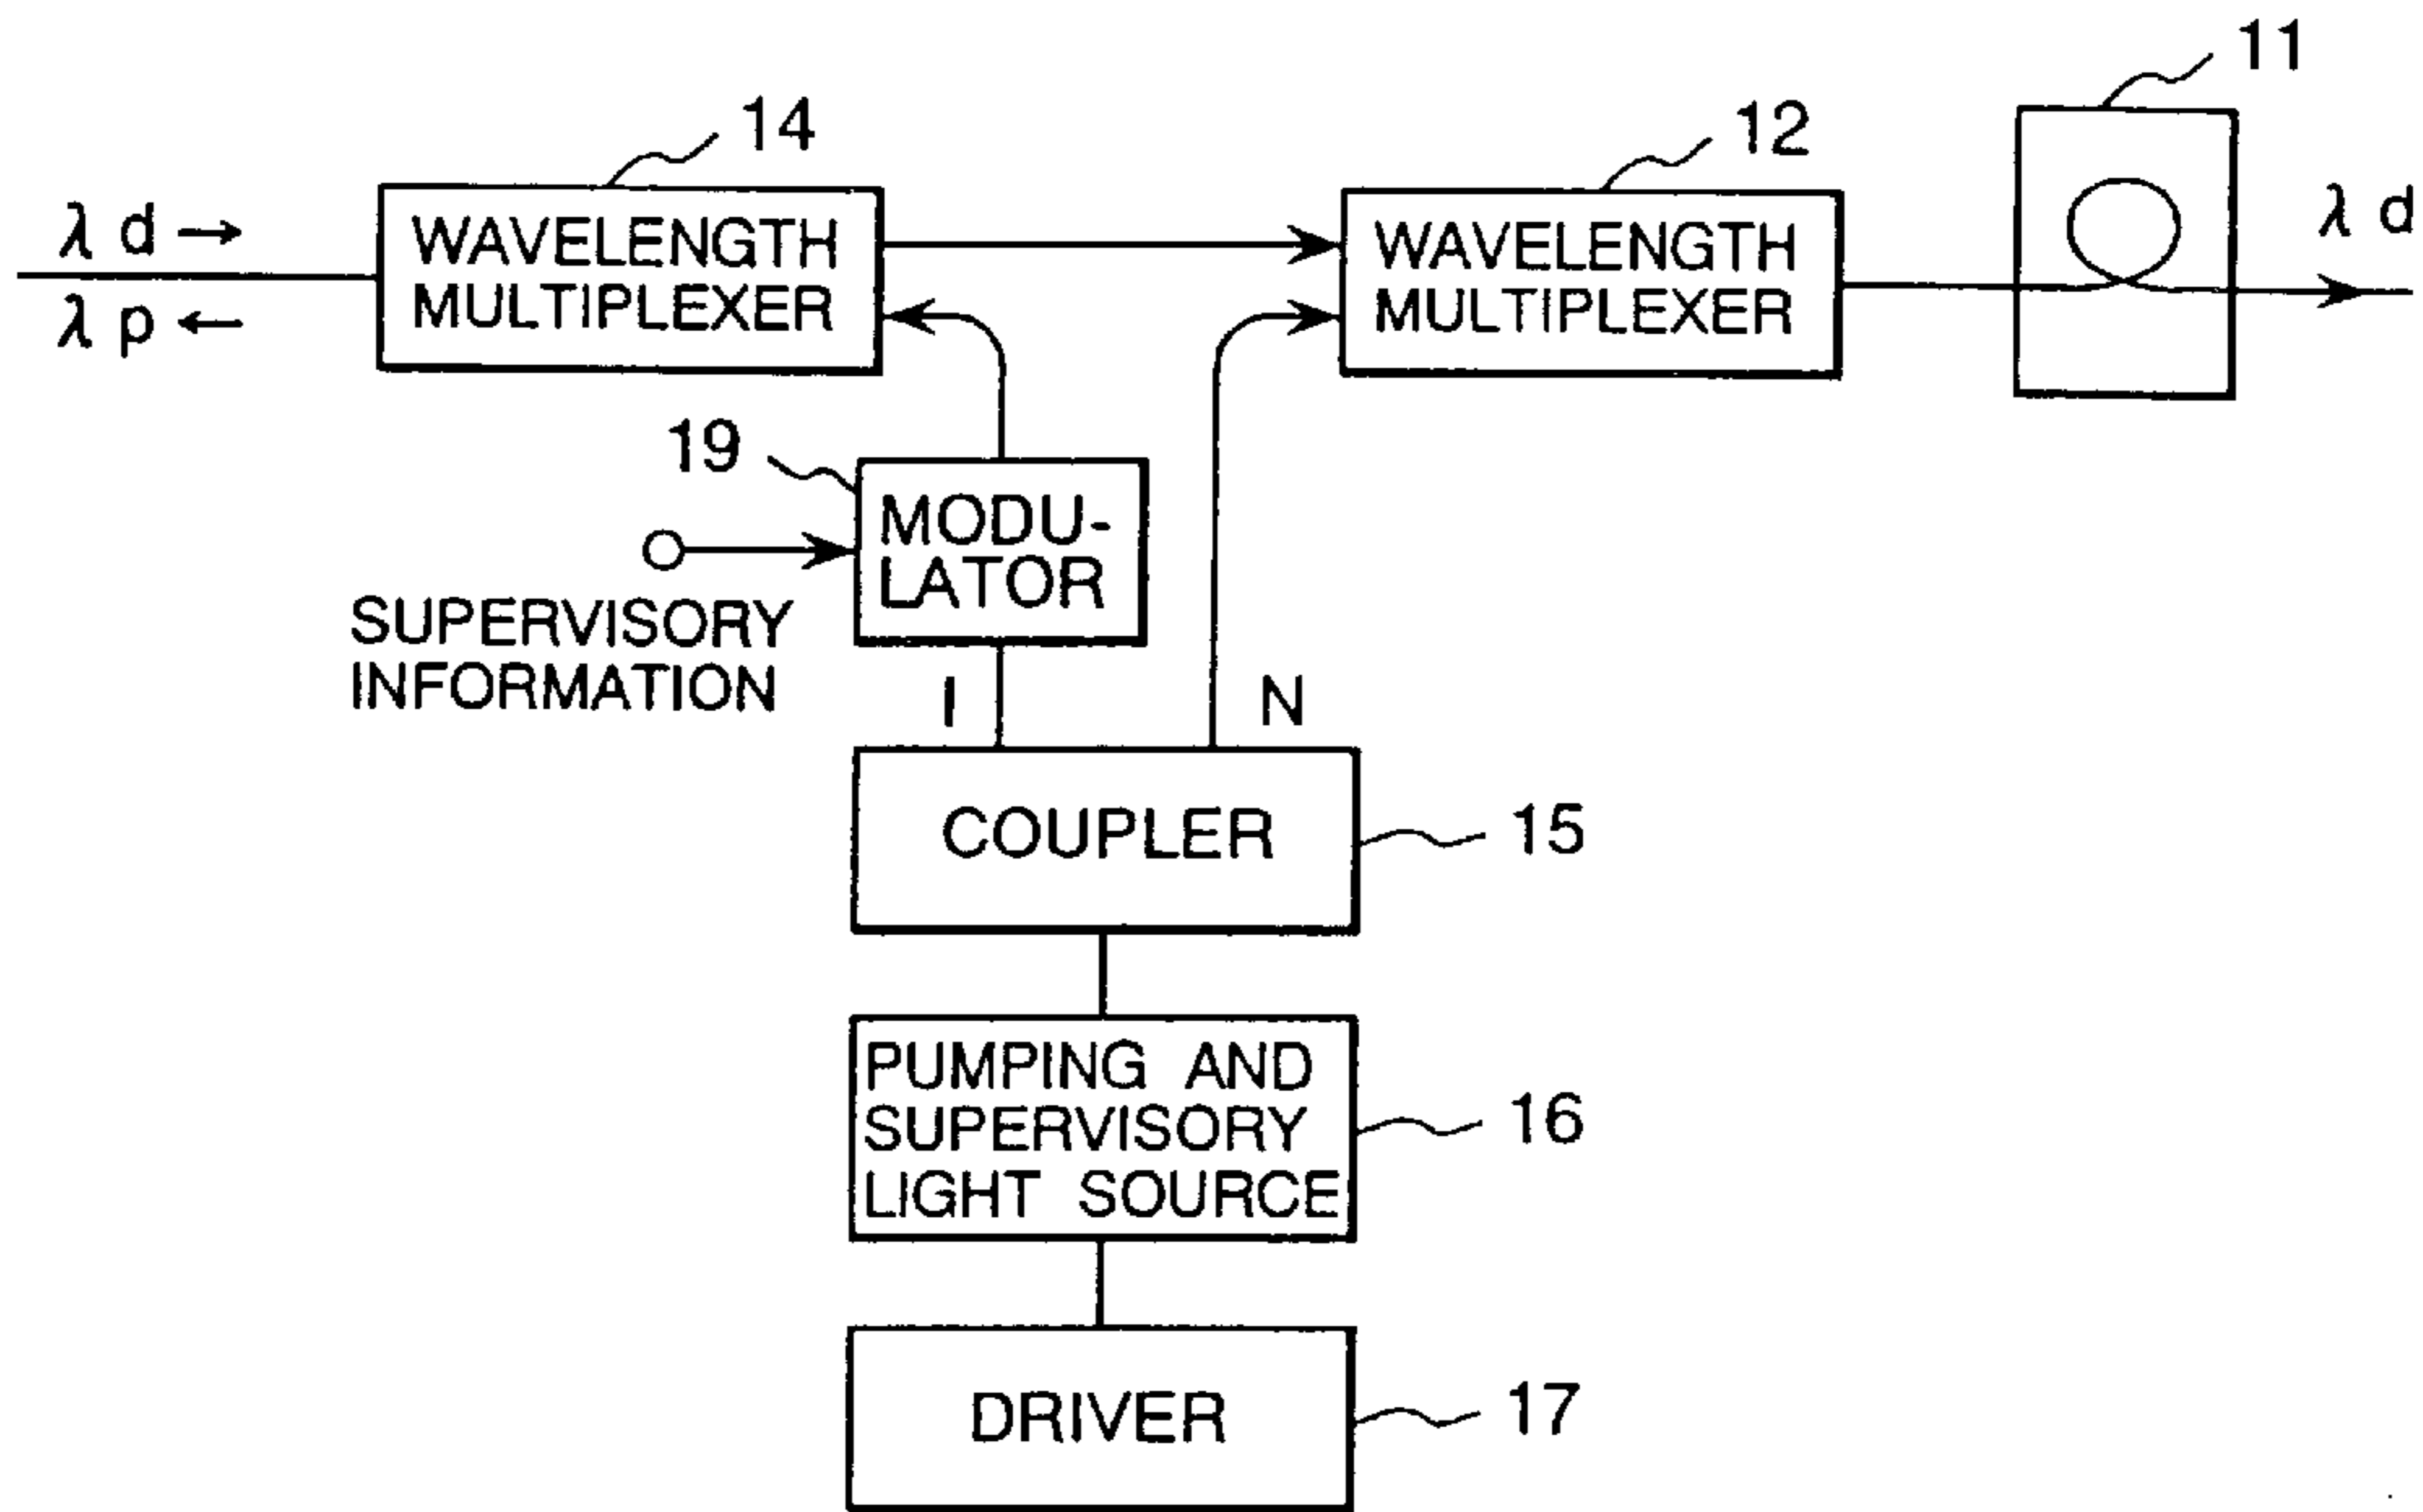 11
14
12
λ d →
WAVELENGTH
MULTIPLEXER
WAVELENGTH
MULTIPLEXER
λ d
λ p ←
19
MODU-
LATOR
SUPERVISORY
INFORMATION
I
N
COUPLER
15
PUMPING AND
SUPERVISORY
LIGHT SOURCE
16
DRIVER
17